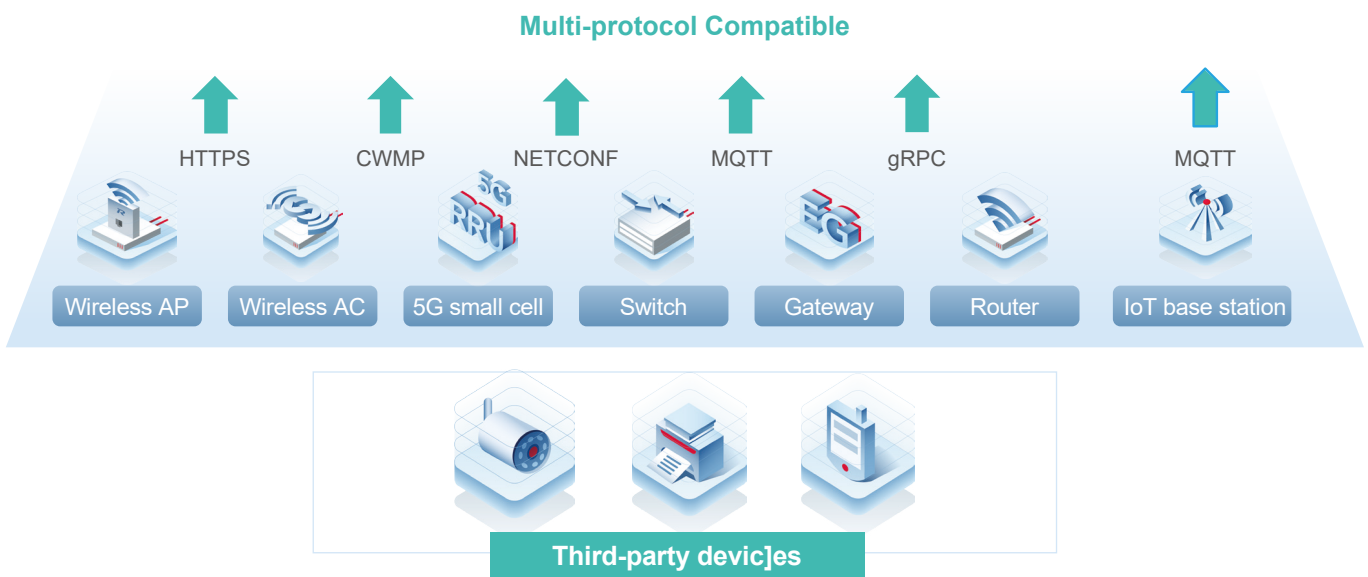 Multi-protocol Compatible
HTTPS CWMP NETCONF MQTT gRPC MQTT
5G
RRU
EG
Wireless AP Wireless AC 5G small cell Switch Gateway Router IoT base station
Third-party devic]es